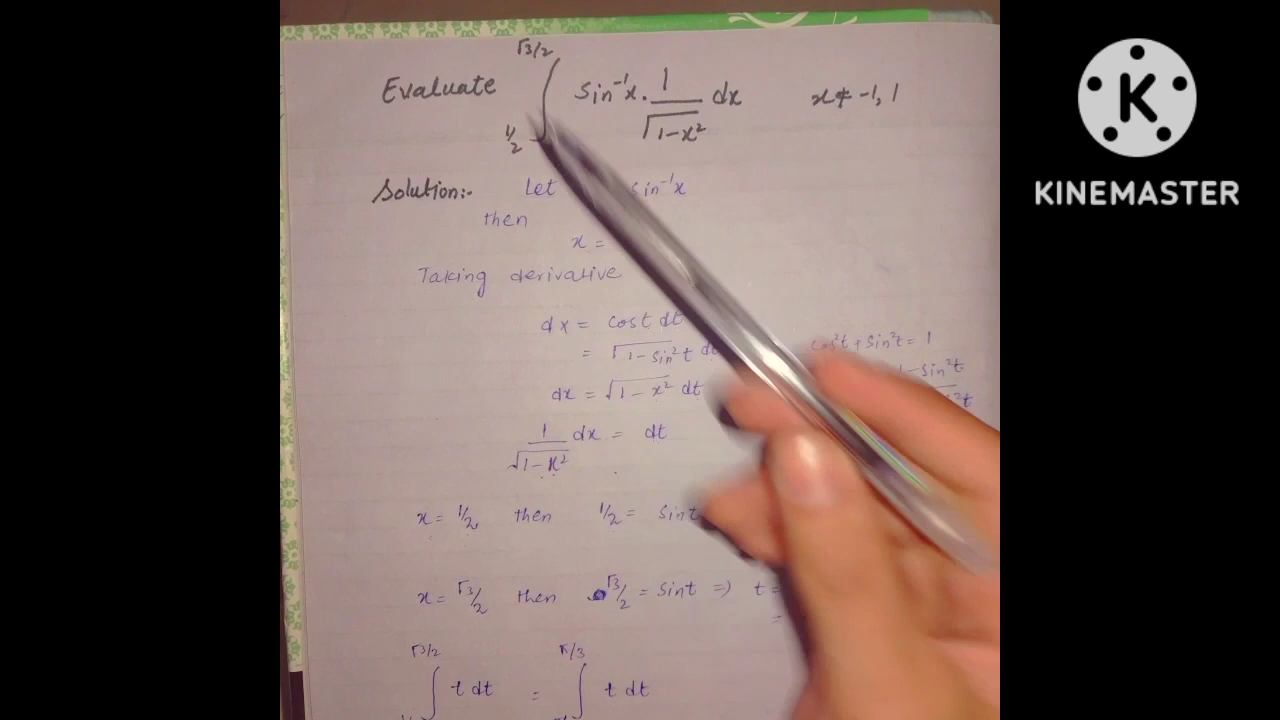 Evaluate ∫_{1/2}^{√3/2} Sin⁻¹x · 1/√(1-x²) dx    x ≠ -1, 1
Solution:- Let sin⁻¹x
then
x =
Taking derivative
dx = cost dt
= √(1-sin²t)
cos²t + sin²t = 1
1-sin²t
dx = √(1-x²) dt
1/√(1-x²) dx = dt
x = 1/2 then 1/2 = sint
x = √3/2 then √3/2 = sint ⇒ t =
=
∫^{√3/2} t dt = ∫^{π/3} t dt
K
KINEMASTER